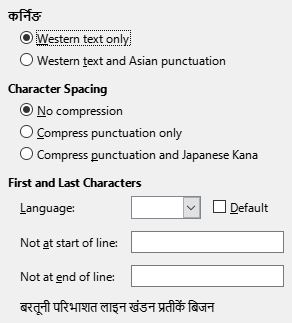 कर्निङ
Western text only
Western text and Asian punctuation
Character Spacing
No compression
Compress punctuation only
Compress punctuation and Japanese Kana
First and Last Characters
Language:
Default
Not at start of line:
Not at end of line:
बरतूनी परिभाशत लाइन खंडन प्रतीकें बिजन